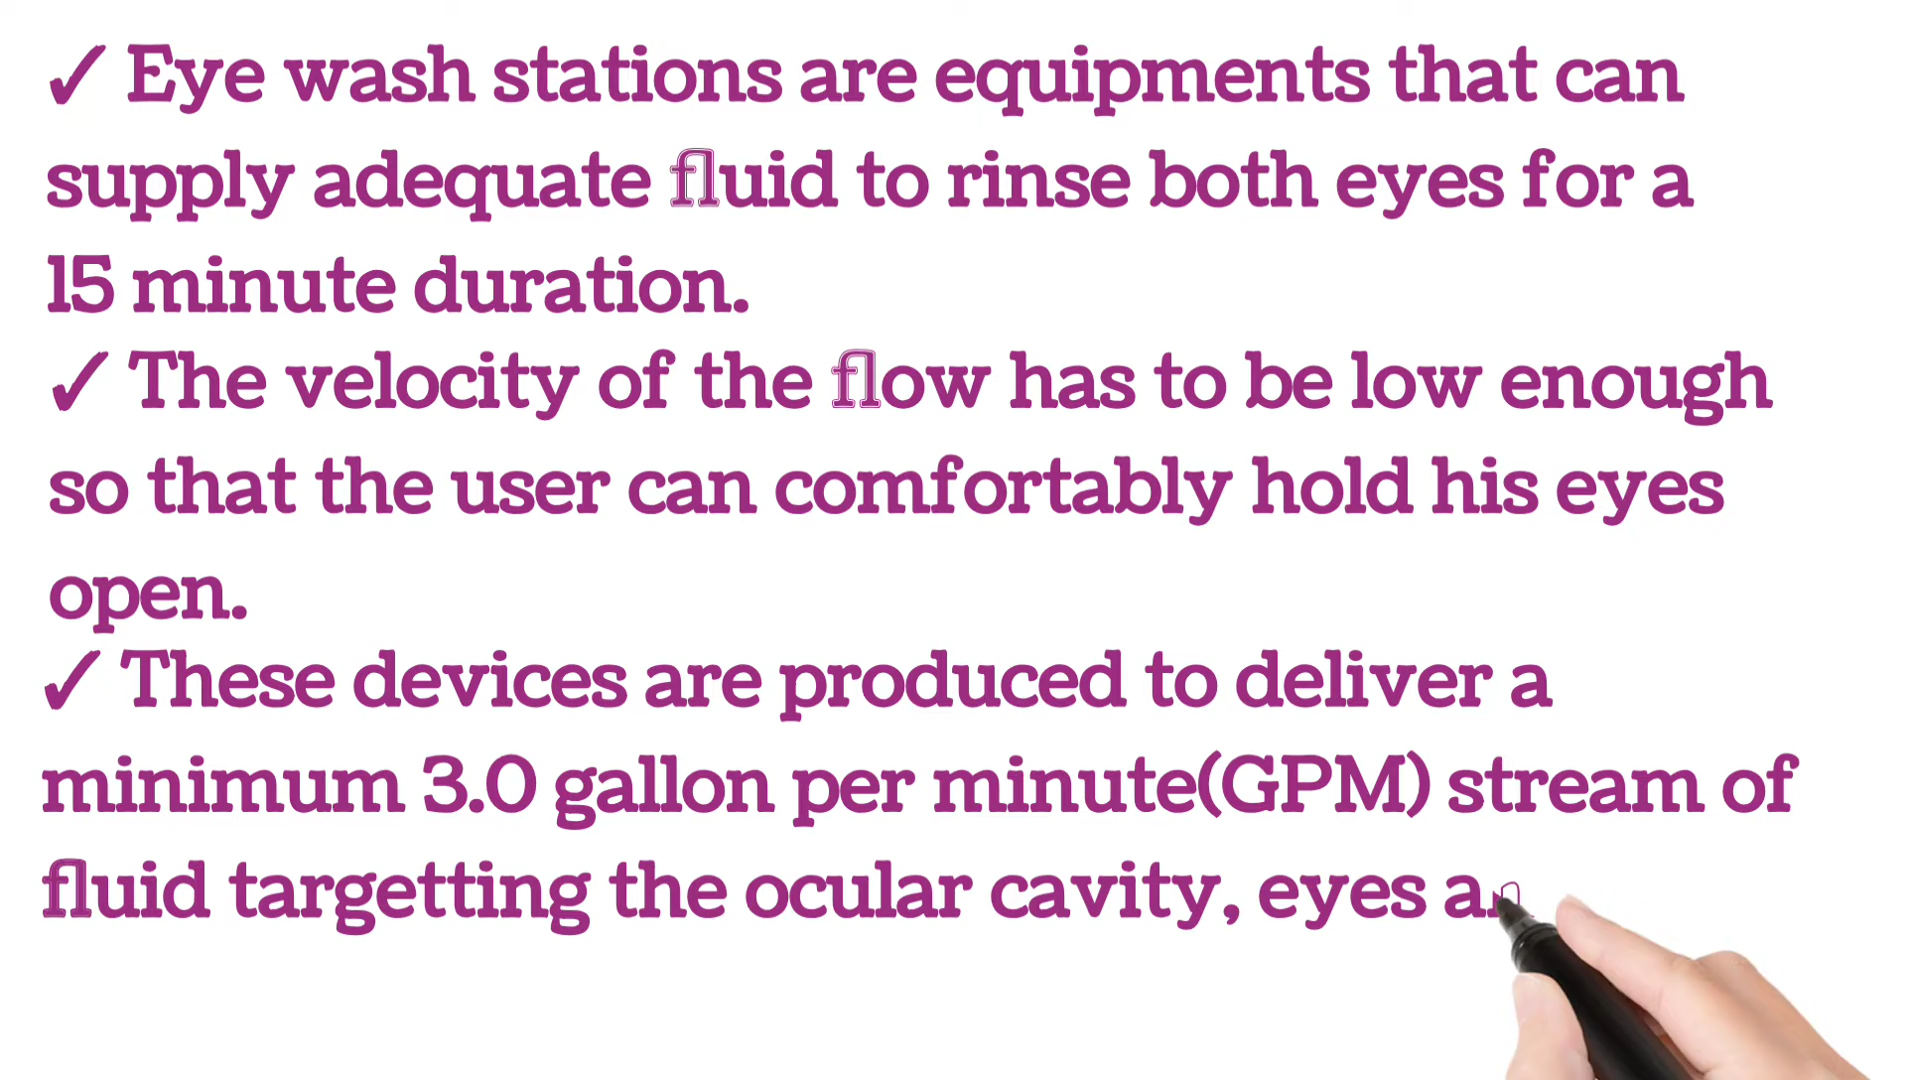 ✓ Eye wash stations are equipments that can
supply adequate fluid to rinse both eyes for a
15 minute duration.
✓ The velocity of the flow has to be low enough
so that the user can comfortably hold his eyes
open.
✓ These devices are produced to deliver a
minimum 3.0 gallon per minute(GPM) stream of
fluid targetting the ocular cavity, eyes an